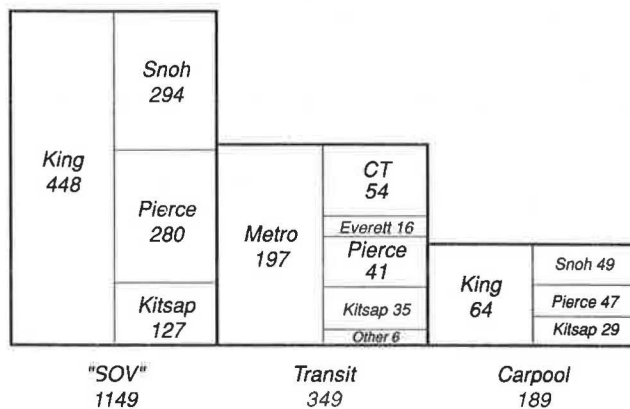 King
448
Snoh
294
Pierce
280
Kitsap
127
Metro
197
CT
54
Everett 16
Pierce
41
Kitsap 35
Other 6
King
64
Snoh 49
Pierce 47
Kitsap 29
"SOV"
1149
Transit
349
Carpool
189